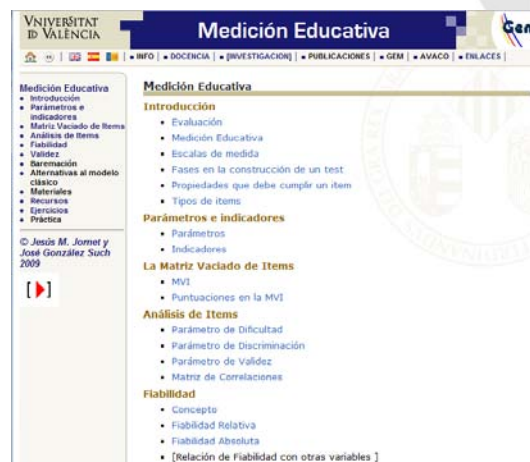 VNIVERSITAT
ID VALÈNCIA
Medición Educativa
Gem
INFO | DOCENCIA | [INVESTIGACION] | PUBLICACIONES | GEM | AVACO | ENLACES |
Medición Educativa
• Introducción
• Parámetros e
indicadores
• Matriz Vaciado de Items
• Análisis de Items
• Fiabilidad
• Validez
• Baremación
• Alternativas al modelo
clásico
• Materiales
• Recursos
• Ejercicios
• Práctica
© Jesús M. Jornet y
José González Such
2009
[ ]
Medición Educativa
Introducción
• Evaluación
• Medición Educativa
• Escalas de medida
• Fases en la construcción de un test
• Propiedades que debe cumplir un item
• Tipos de items
Parámetros e indicadores
• Parámetros
• Indicadores
La Matriz Vaciado de Items
• MVI
• Puntuaciones en la MVI
Análisis de Items
• Parámetro de Dificultad
• Parámetro de Discriminación
• Parámetro de Validez
• Matriz de Correlaciones
Fiabilidad
• Concepto
• Fiabilidad Relativa
• Fiabilidad Absoluta
• [Relación de Fiabilidad con otras variables ]